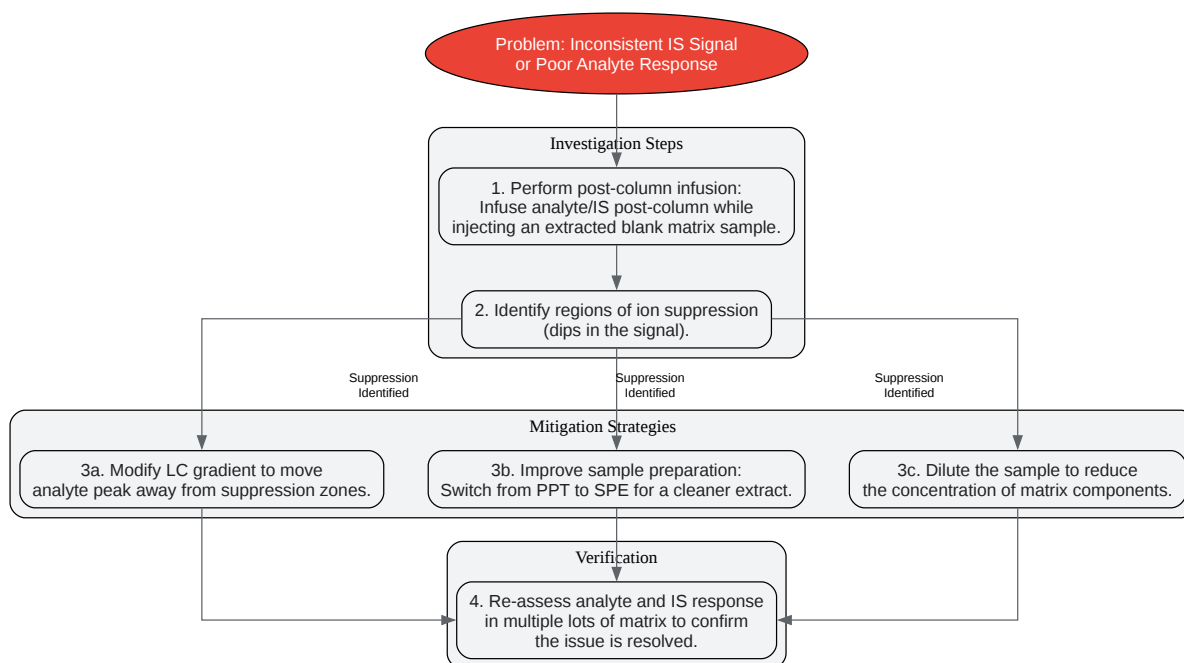 Problem: Inconsistent IS Signal
or Poor Analyte Response
Investigation Steps
1. Perform post-column infusion:
Infuse analyte/IS post-column while
injecting an extracted blank matrix sample.
2. Identify regions of ion suppression
(dips in the signal).
Suppression
Identified
Suppression
Identified
Suppression
Identified
Mitigation Strategies
3a. Modify LC gradient to move
analyte peak away from suppression zones.
3b. Improve sample preparation:
Switch from PPT to SPE for a cleaner extract.
3c. Dilute the sample to reduce
the concentration of matrix components.
Verification
4. Re-assess analyte and IS response
in multiple lots of matrix to confirm
the issue is resolved.